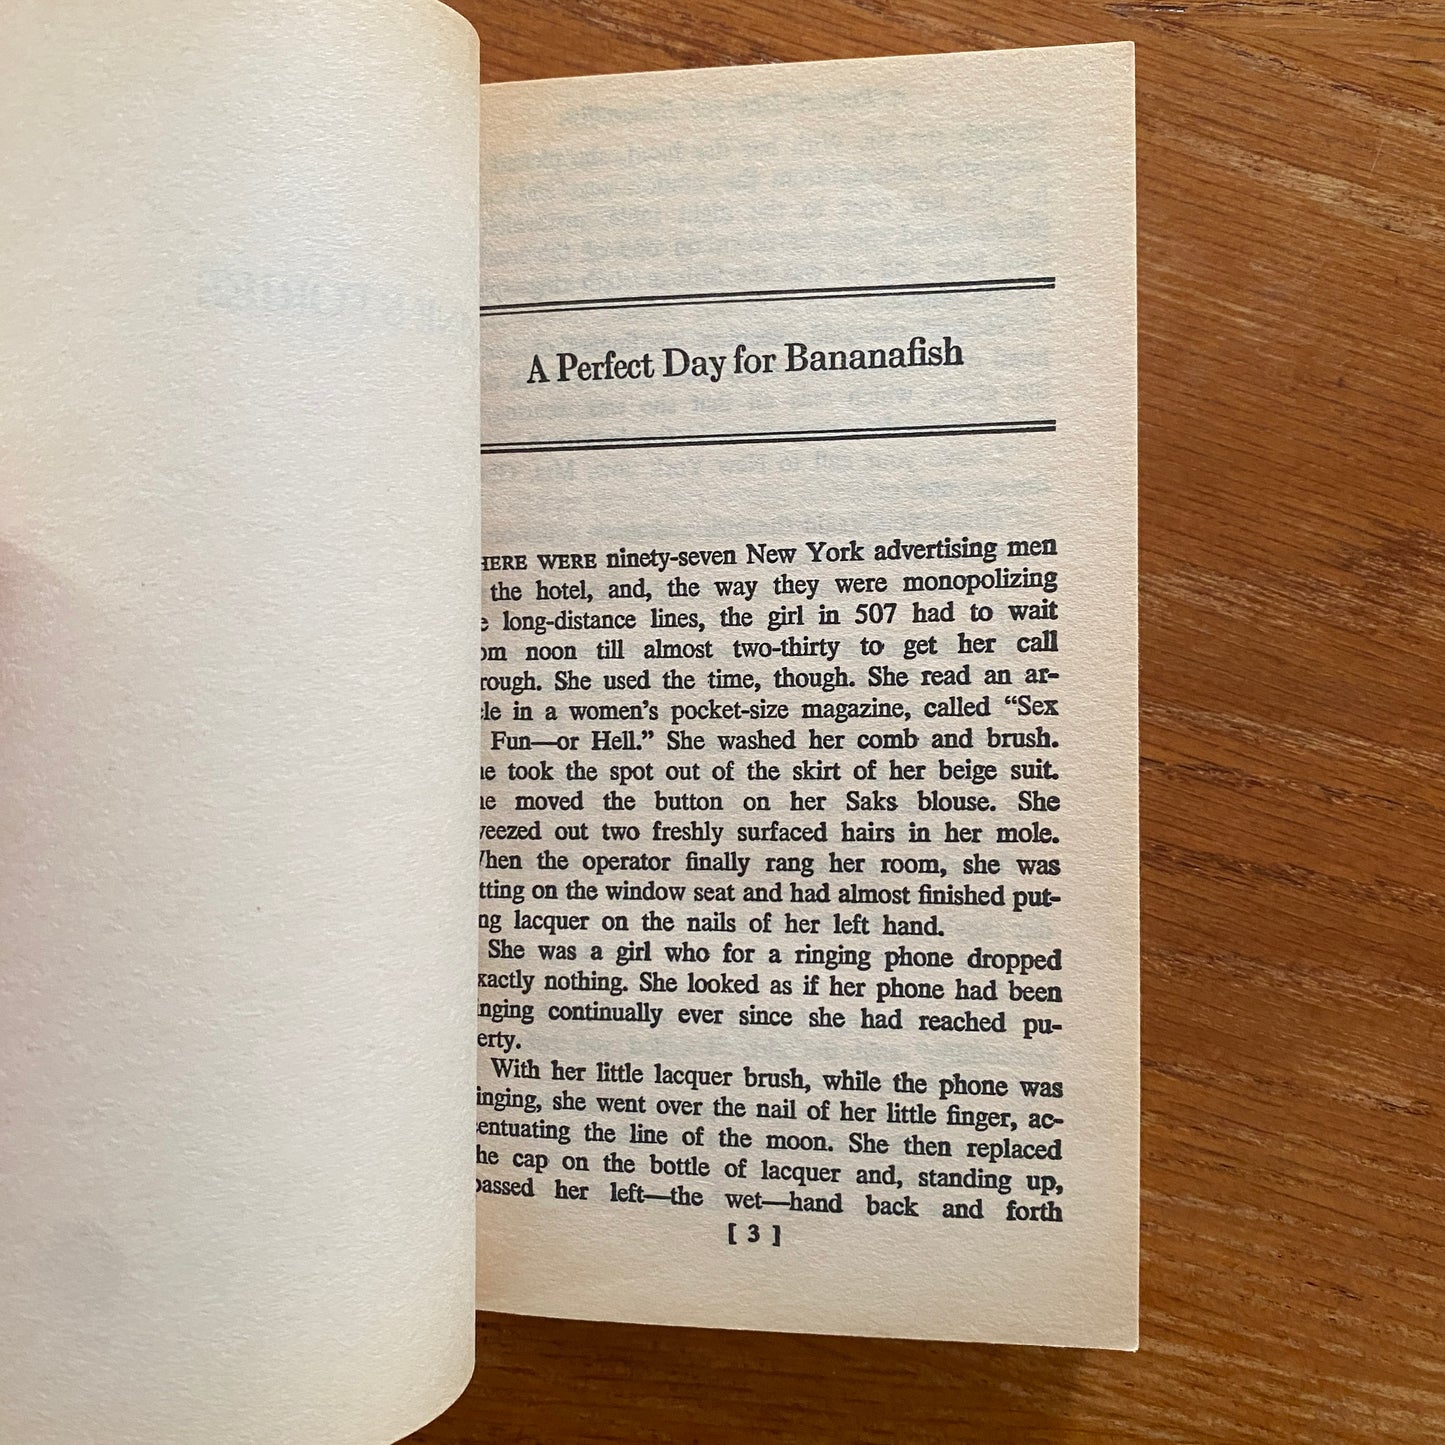 A Perfect Day for Bananafish
HERE WERE ninety-seven New York advertising men
the hotel, and, the way they were monopolizing
e long-distance lines, the girl in 507 had to wait
om noon till almost two-thirty to get her call
rough. She used the time, though. She read an ar-
cle in a women's pocket-size magazine, called “Sex
Fun—or Hell.” She washed her comb and brush.
he took the spot out of the skirt of her beige suit.
he moved the button on her Saks blouse. She
weezed out two freshly surfaced hairs in her mole.
When the operator finally rang her room, she was
tting on the window seat and had almost finished put-
ng lacquer on the nails of her left hand.
She was a girl who for a ringing phone dropped
xactly nothing. She looked as if her phone had been
nging continually ever since she had reached pu-
erty.
With her little lacquer brush, while the phone was
inging, she went over the nail of her little finger, ac-
entuating the line of the moon. She then replaced
he cap on the bottle of lacquer and, standing up,
passed her left—the wet—hand back and forth
[ 3 ]